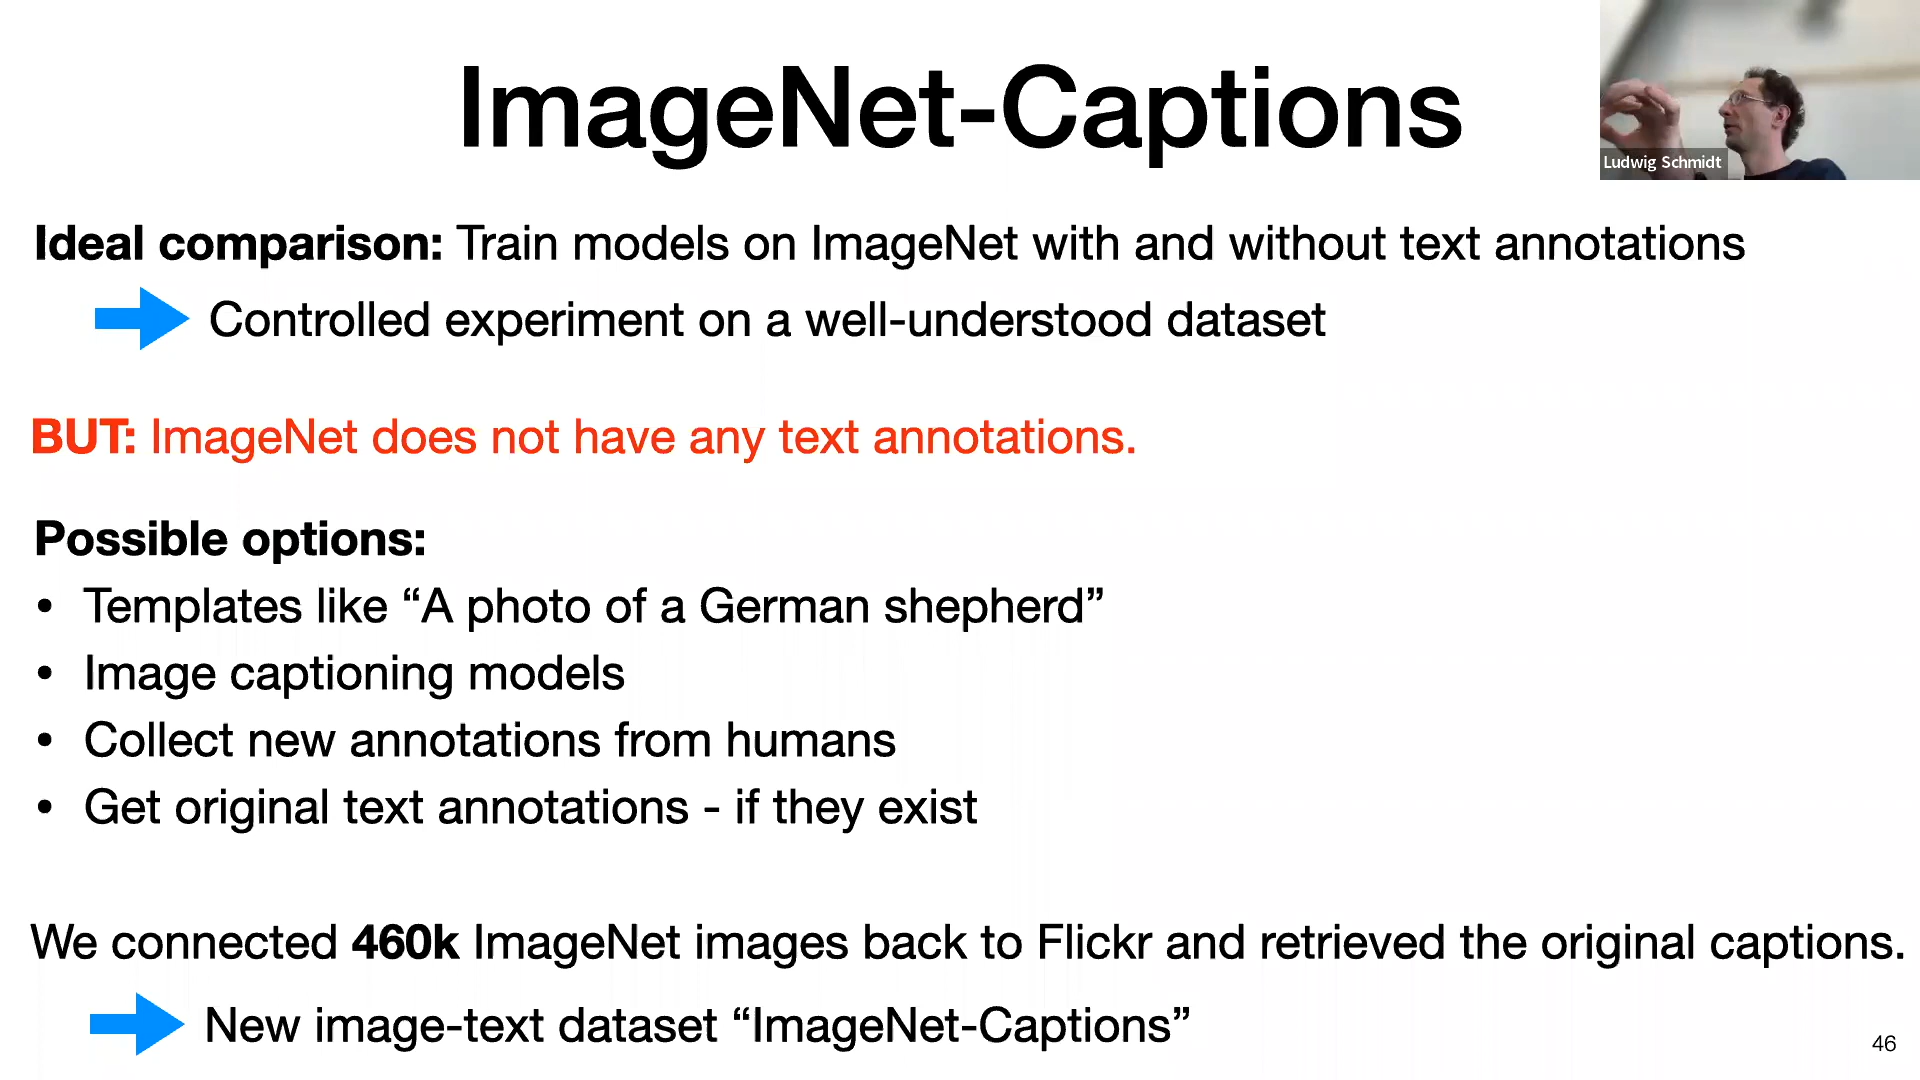 ImageNet-Captions
Ludwig Schmidt
Ideal comparison: Train models on ImageNet with and without text annotations
Controlled experiment on a well-understood dataset
BUT: ImageNet does not have any text annotations.
Possible options:
• Templates like “A photo of a German shepherd”
• Image captioning models
• Collect new annotations from humans
• Get original text annotations - if they exist
We connected 460k ImageNet images back to Flickr and retrieved the original captions.
New image-text dataset “ImageNet-Captions”
46